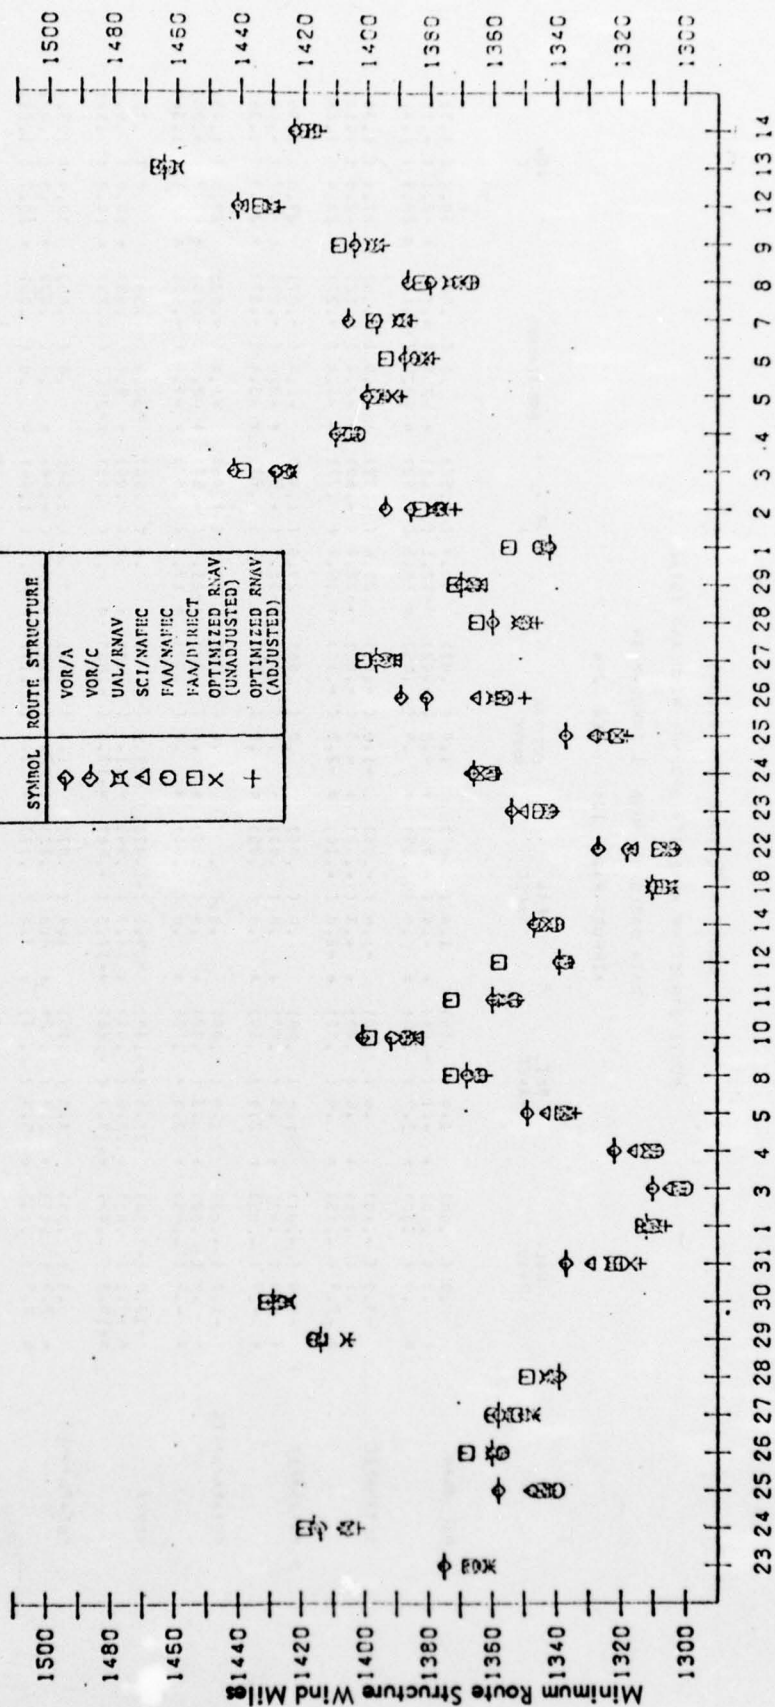 Minimum Route Structure Wind Miles
1500
1480
1460
1440
1420
1400
1380
1360
1340
1320
1300
SYMBOL ROUTE STRUCTURE
VOR/A
VOR/C
UAL/RNAV
SCI/NAFEC
FAA/NAFEC
FAA/DIRECT
OPTIMIZED RNAV
(UNADJUSTED)
OPTIMIZED RNAV
(ADJUSTED)
1500
1480
1460
1440
1420
1400
1380
1360
1340
1320
1300
23 24 25 26 27 28 29 30 31 1 3 4 5 8 10 11 12 14 18 22 23 24 25 26 27 28 29 1 2 3 4 5 6 7 8 9 12 13 14